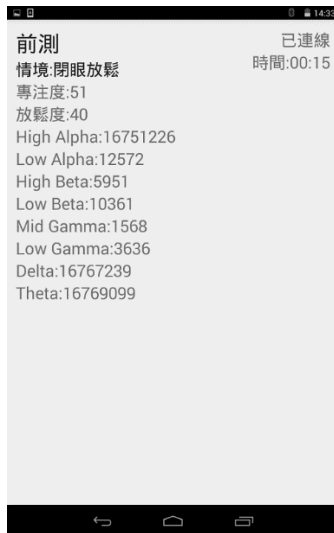 14:33
前測
已連線
情境:閉眼放鬆
時間:00:15
專注度:51
放鬆度:40
High Alpha:16751226
Low Alpha:12572
High Beta:5951
Low Beta:10361
Mid Gamma:1568
Low Gamma:3636
Delta:16767239
Theta:16769099